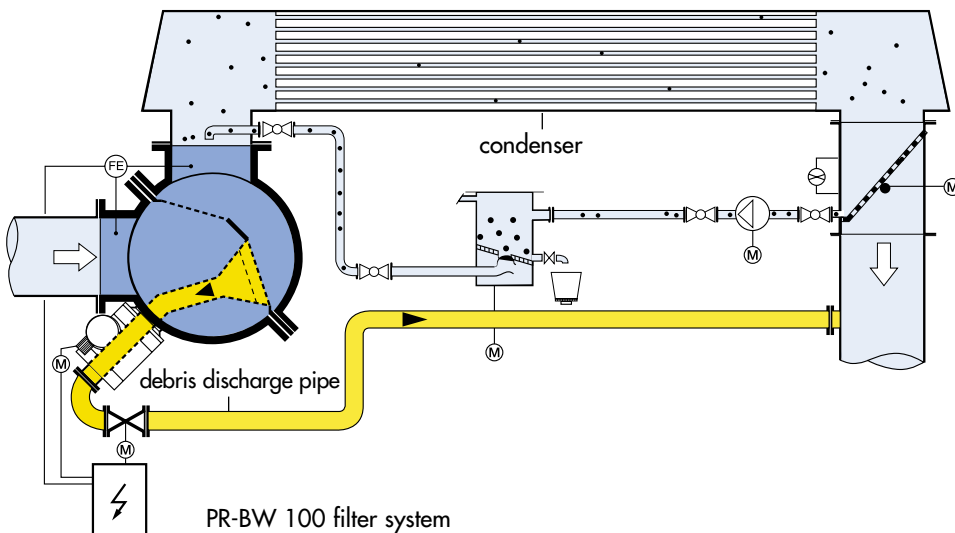 condenser
FE
M
M
M
M
debris discharge pipe
M
PR-BW 100 filter system